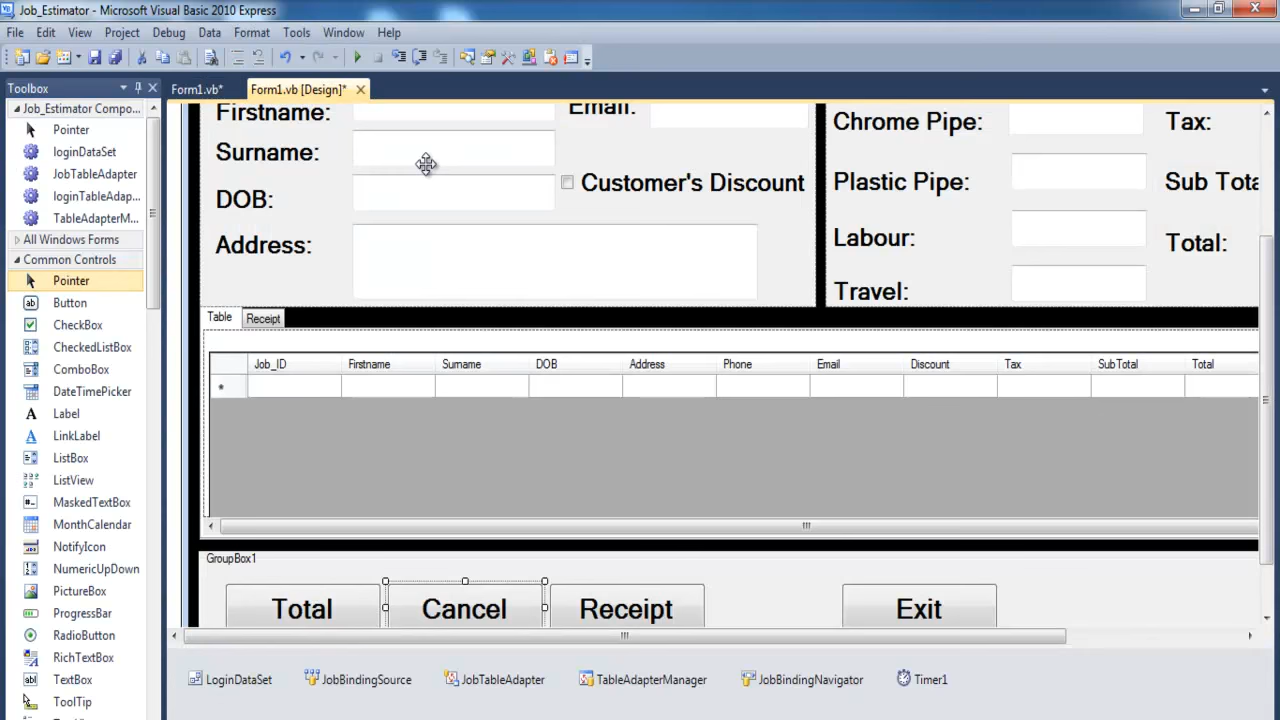 Job_Estimator - Microsoft Visual Basic 2010 Express
File Edit View Project Debug Data Format Tools Window Help
Toolbox
Form1.vb* Form1.vb [Design]*
Job_Estimator Compo...
Pointer
loginDataSet
JobTableAdapter
loginTableAdap...
TableAdapterM...
All Windows Forms
Common Controls
Pointer
Button
CheckBox
CheckedListBox
ComboBox
DateTimePicker
Label
LinkLabel
ListBox
ListView
MaskedTextBox
MonthCalendar
NotifyIcon
NumericUpDown
PictureBox
ProgressBar
RadioButton
RichTextBox
TextBox
ToolTip
Firstname: Email:
Surname:
DOB: Customer's Discount
Address:
Chrome Pipe: Tax:
Plastic Pipe: Sub Tota
Labour: Total:
Travel:
Table Receipt
Job_ID Firstname Surname DOB Address Phone Email Discount Tax SubTotal Total
*
GroupBox1
Total Cancel Receipt Exit
LoginDataSet JobBindingSource JobTableAdapter TableAdapterManager JobBindingNavigator Timer1